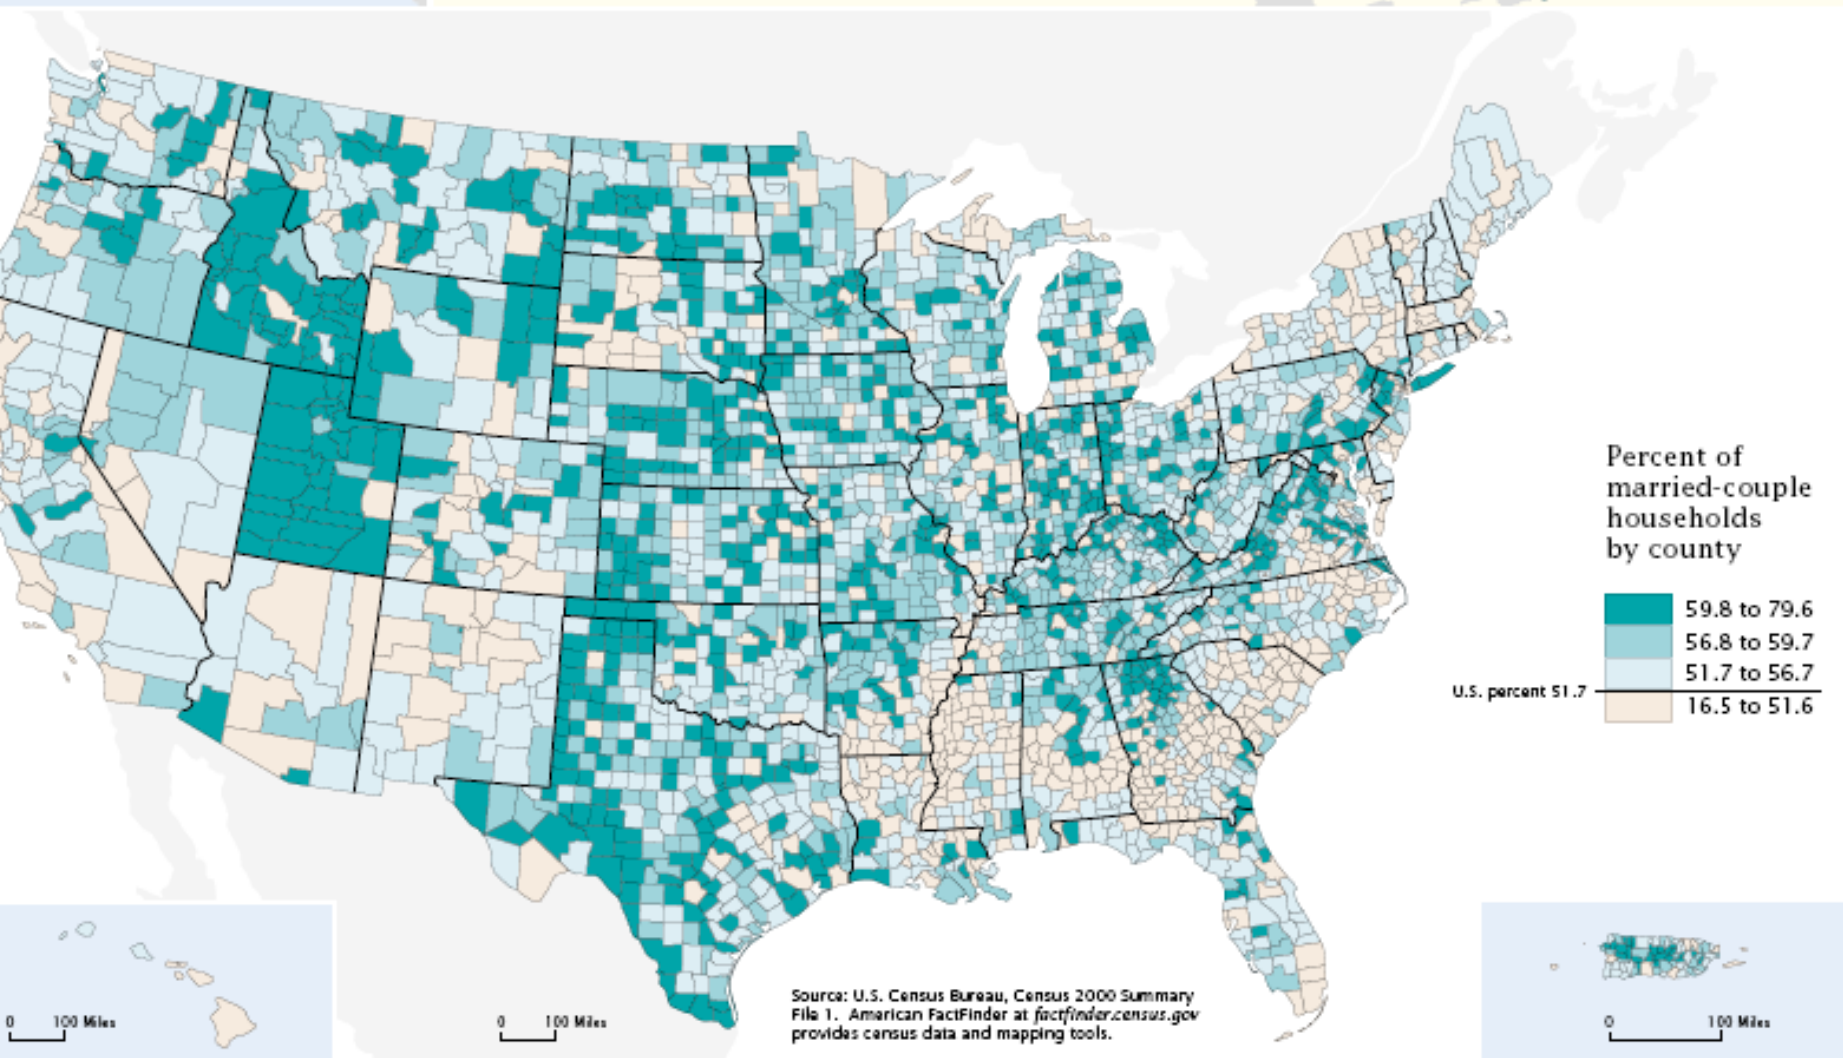 Percent of
married-couple
households
by county
59.8 to 79.6
56.8 to 59.7
51.7 to 56.7
U.S. percent 51.7
16.5 to 51.6
0 100 Miles
0 100 Miles
Source: U.S. Census Bureau, Census 2000 Summary
File 1. American FactFinder at factfinder.census.gov
provides census data and mapping tools.
0 100 Miles